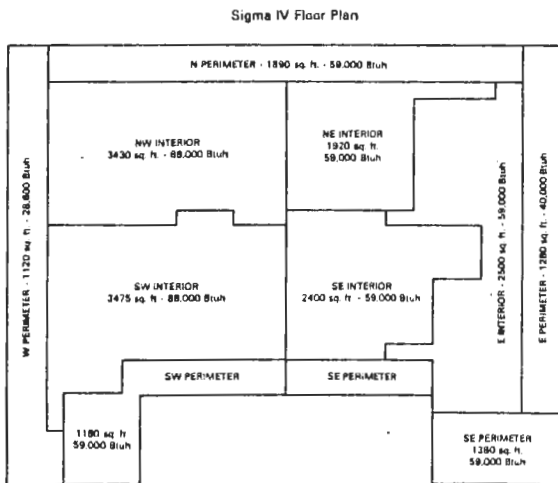 Sigma IV Floor Plan
N PERIMETER - 1890 sq. ft. - 59,000 Btuh
NW INTERIOR
3430 sq. ft. - 88,000 Btuh
NE INTERIOR
1920 sq. ft.
59,000 Btuh
W PERIMETER - 1120 sq. ft. - 28,600 Btuh
SW INTERIOR
3475 sq. ft. - 88,000 Btuh
SE INTERIOR
2400 sq. ft. - 59,000 Btuh
E INTERIOR - 2500 sq. ft. - 59,000 Btuh
E PERIMETER - 1280 sq. ft. - 40,000 Btuh
SW PERIMETER
SE PERIMETER
1180 sq. ft.
59,000 Btuh
SE PERIMETER
1380 sq. ft.
59,000 Btuh